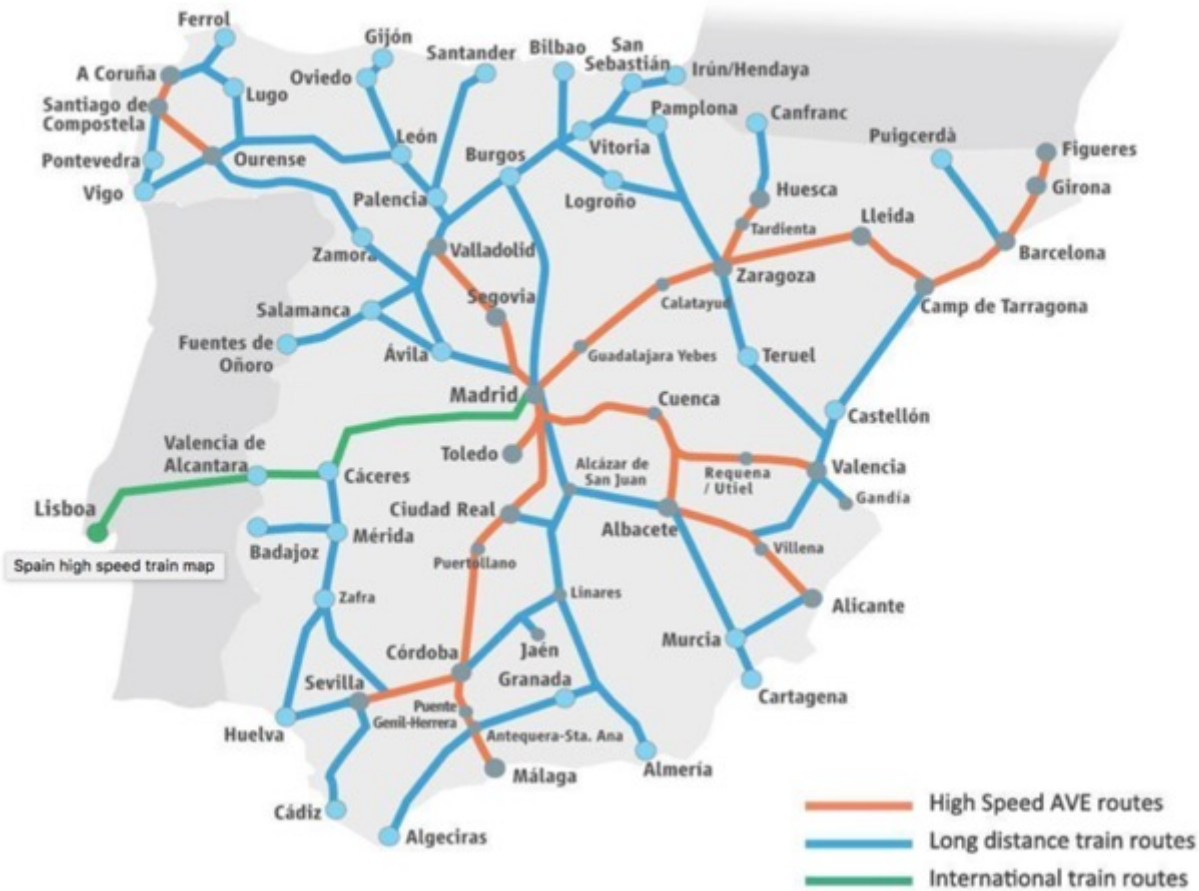 Ferrol
Gijón
Santander
Bilbao
San
Sebastián
Irún/Hendaya
A Coruña
Oviedo
Lugo
Santiago de
Compostela
Pamplona
Canfranc
Puigcerdà
León
Vitoria
Figueres
Pontevedra
Ourense
Burgos
Girona
Vigo
Palencia
Logroño
Huesca
Lleida
Tardienta
Zamora
Valladolid
Barcelona
Zaragoza
Segovia
Calatayud
Camp de Tarragona
Salamanca
Fuentes de
Oñoro
Ávila
Guadalajara Yebes
Teruel
Madrid
Cuenca
Castellón
Valencia de
Alcantara
Toledo
Alcázar de
San Juan
Requena
/ Utiel
Valencia
Cáceres
Gandía
Lisboa
Ciudad Real
Albacete
Mérida
Badajoz
Villena
Spain high speed train map
Puertollano
Zafra
Linares
Alicante
Jaén
Murcia
Córdoba
Granada
Sevilla
Cartagena
Puente
Genil-Herrera
Huelva
Antequera-Sta. Ana
Málaga
Almería
Cádiz
Algeciras
High Speed AVE routes
Long distance train routes
International train routes